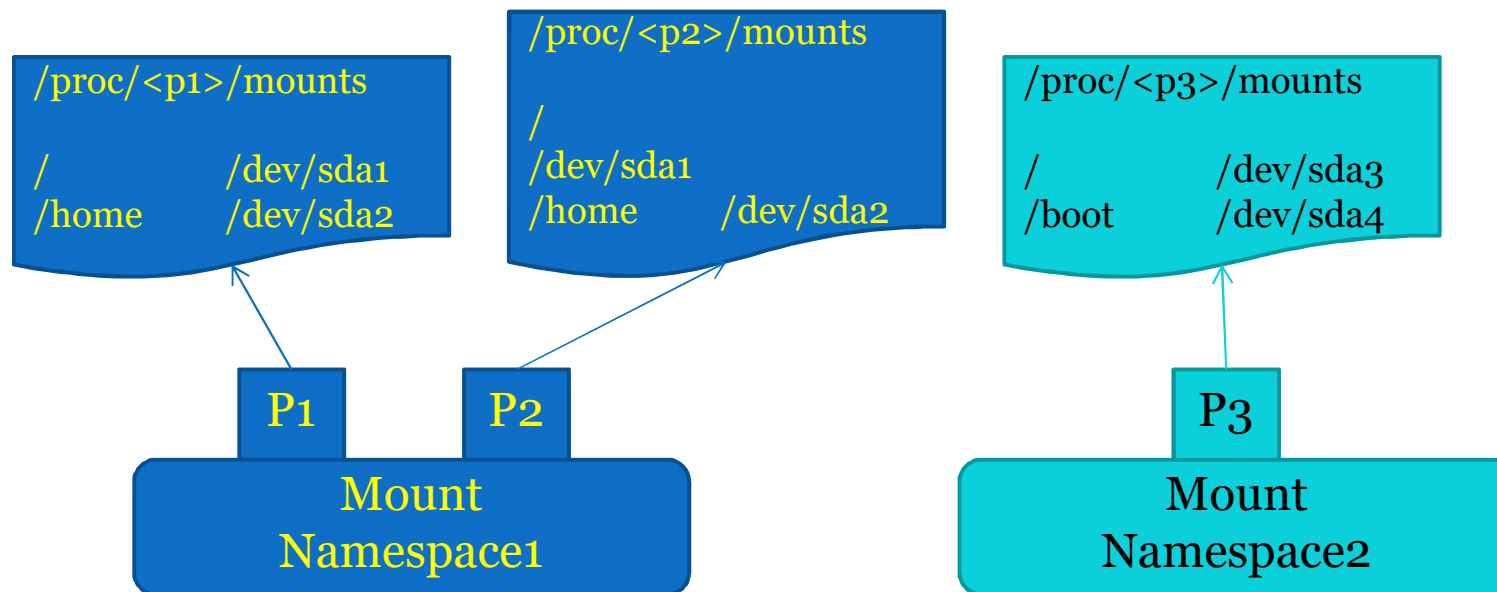 /proc/<p1>/mounts
/ /dev/sda1
/home /dev/sda2
/proc/<p2>/mounts
/
/dev/sda1
/home /dev/sda2
/proc/<p3>/mounts
/ /dev/sda3
/boot /dev/sda4
P1
P2
P3
Mount
Namespace1
Mount
Namespace2